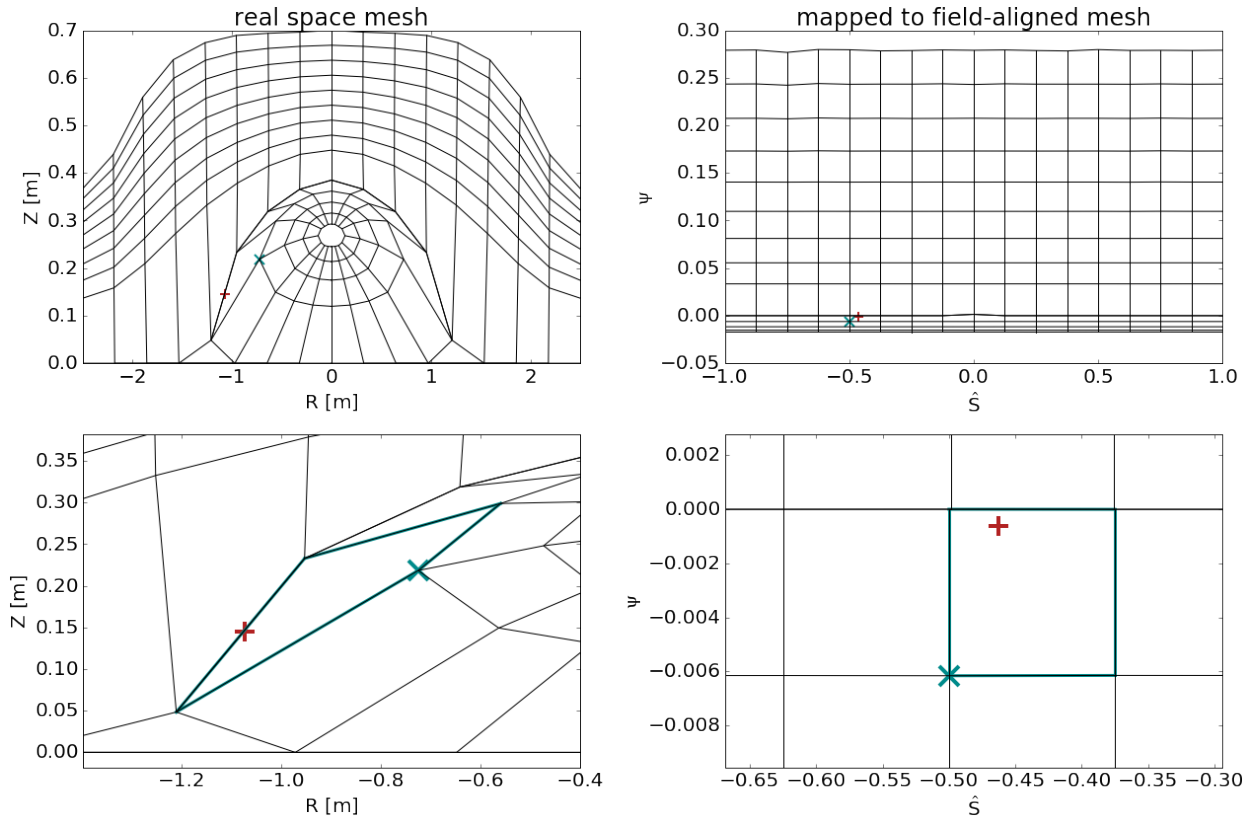 real space mesh
0.7
0.6
0.5
0.4
0.3
0.2
0.1
0.0
Z [m]
−2 −1 0 1 2
R [m]
mapped to field-aligned mesh
0.30
0.25
0.20
0.15
0.10
0.05
0.00
−0.05
Ψ
−1.0 −0.5 0.0 0.5 1.0
Ŝ
0.35
0.30
0.25
0.20
0.15
0.10
0.05
0.00
Z [m]
−1.2 −1.0 −0.8 −0.6 −0.4
R [m]
0.002
0.000
−0.002
−0.004
−0.006
−0.008
Ψ
−0.65 −0.60 −0.55 −0.50 −0.45 −0.40 −0.35 −0.30
Ŝ